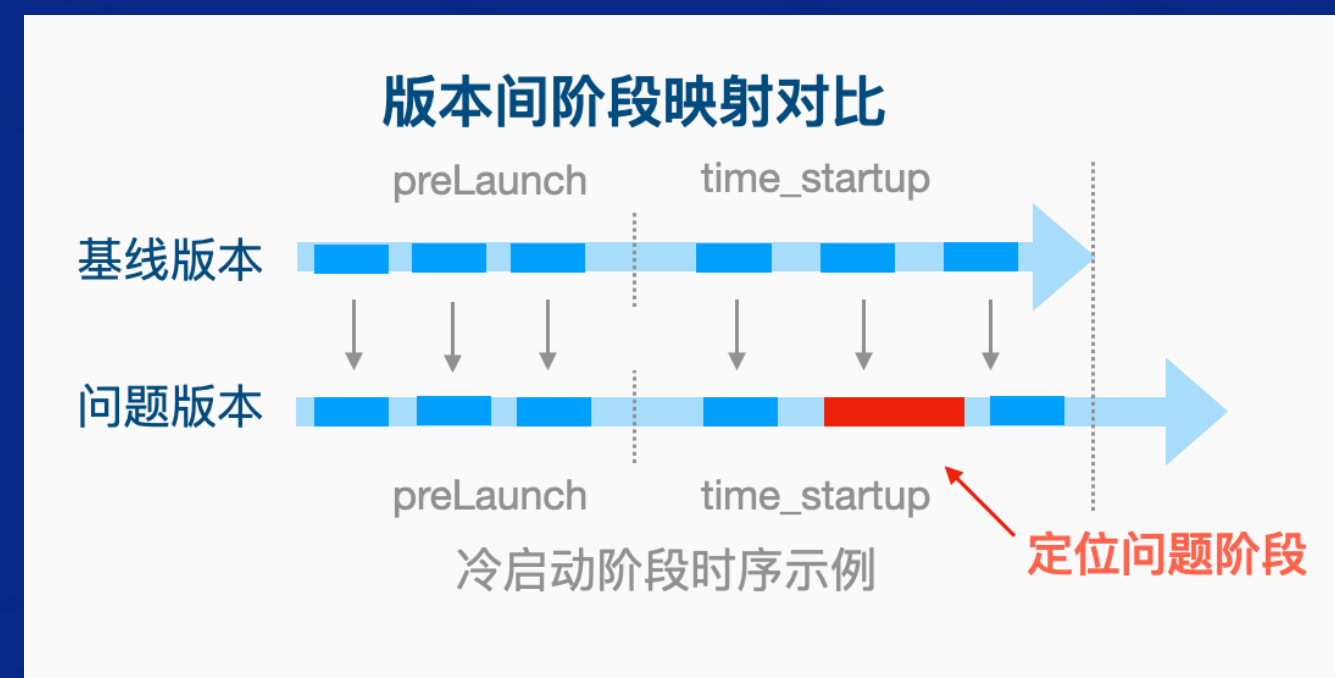 版本间阶段映射对比
preLaunch
time_startup
基线版本
问题版本
preLaunch
time_startup
定位问题阶段
冷启动阶段时序示例